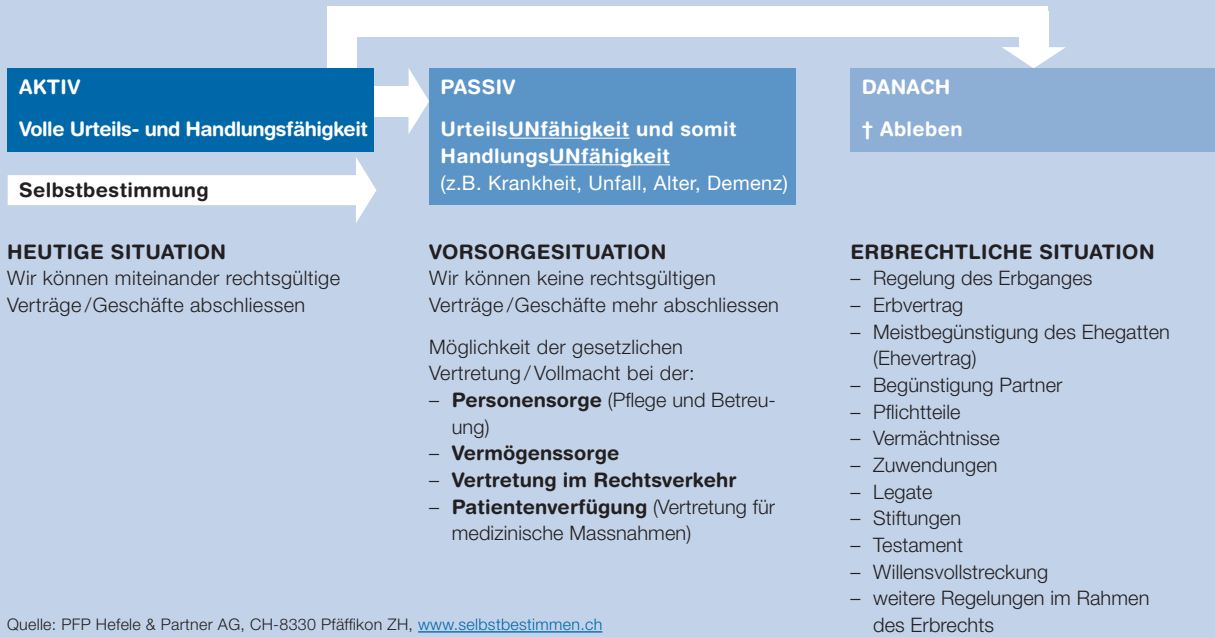 AKTIV
Volle Urteils- und Handlungsfähigkeit
Selbstbestimmung
HEUTIGE SITUATION
Wir können miteinander rechtsgültige
Verträge/Geschäfte abschliessen
PASSIV
UrteilsUNfähigkeit und somit
HandlungsUNfähigkeit
(z.B. Krankheit, Unfall, Alter, Demenz)
VORSORGESITUATION
Wir können keine rechtsgültigen
Verträge/Geschäfte mehr abschliessen
Möglichkeit der gesetzlichen
Vertretung/Vollmacht bei der:
– Personensorge (Pflege und Betreu-
ung)
– Vermögenssorge
– Vertretung im Rechtsverkehr
– Patientenverfügung (Vertretung für
medizinische Massnahmen)
DANACH
† Ableben
ERBRECHTLICHE SITUATION
– Regelung des Erbganges
– Erbvertrag
– Meistbegünstigung des Ehegatten
(Ehevertrag)
– Begünstigung Partner
– Pflichtteile
– Vermächtnisse
– Zuwendungen
– Legate
– Stiftungen
– Testament
– Willensvollstreckung
– weitere Regelungen im Rahmen
des Erbrechts
Quelle: PFP Hefele & Partner AG, CH-8330 Pfäffikon ZH, www.selbstbestimmen.ch